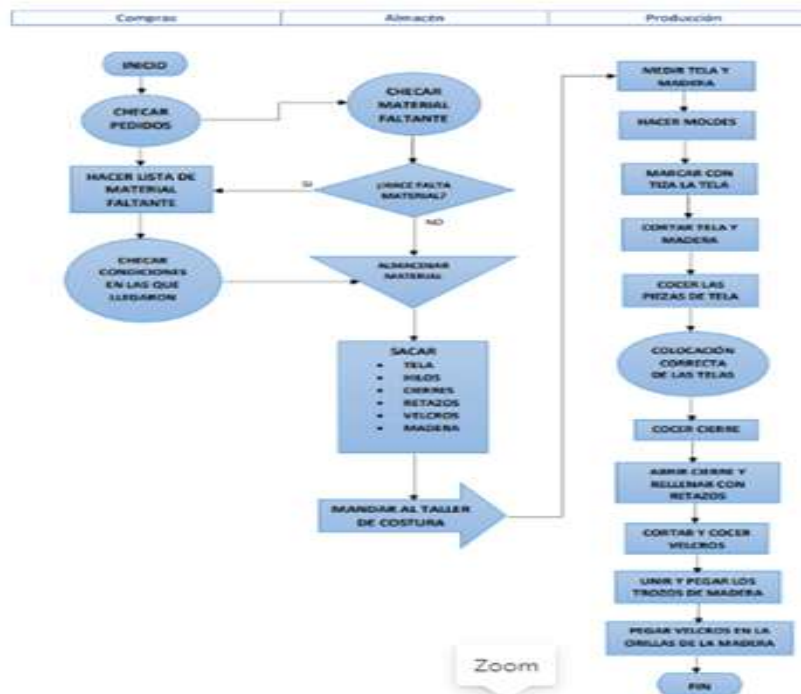 Compras
Almacén
Producción
INICIO
CHECAR
PEDIDOS
HACER LISTA DE
MATERIAL
FALTANTE
CHECAR
CONDICIONES
EN LAS QUE
LLEGARON
CHECAR
MATERIAL
FALTANTE
¿HACE FALTA
MATERIAL?
SI
NO
ALMACENAR
MATERIAL
SACAR
• TELA
• HILOS
• CIERRES
• RETAZOS
• VELCROS
• MADERA
MANDAR AL TALLER
DE COSTURA
MEDIR TELA Y
MADERA
HACER MOLDES
MARCAR CON
TIZA LA TELA
CORTAR TELA Y
MADERA
COCER LAS
PIEZAS DE TELA
COLOCACIÓN
CORRECTA
DE LAS TELAS
COCER CIERRE
ABRIR CIERRE Y
RELLENAR CON
RETAZOS
CORTAR Y COCER
VELCROS
UNIR Y PEGAR LOS
TROZOS DE MADERA
PEGAR VELCROS EN LA
ORILLAS DE LA MADERA
FIN
Zoom